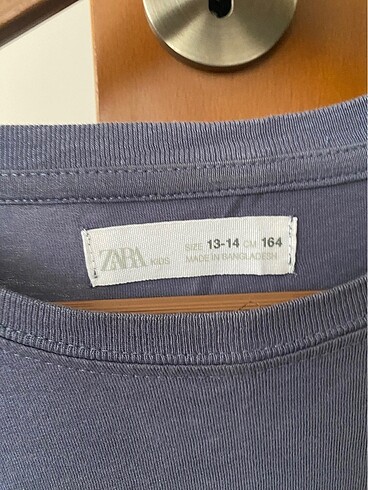 ZARA KIDS
SIZE 13-14 CM 164
MADE IN BANGLADESH